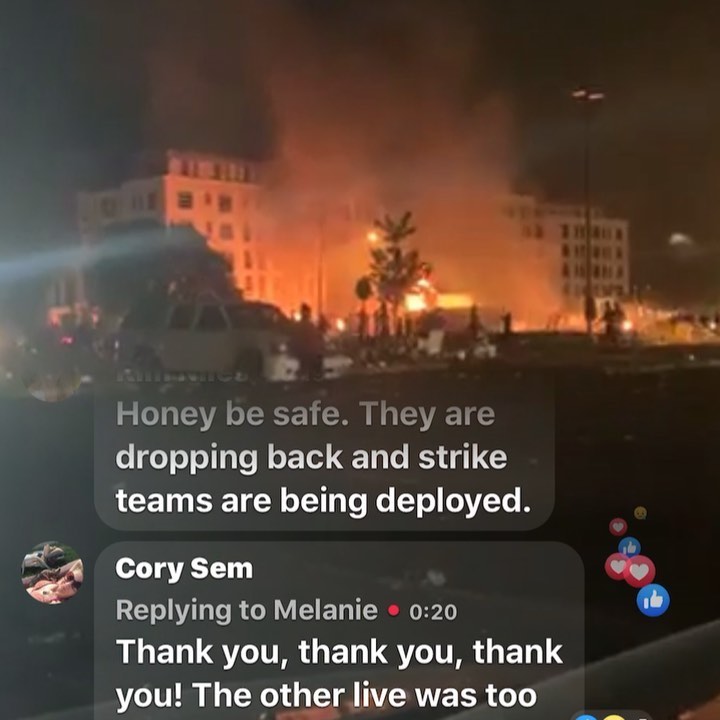 Honey be safe. They are
dropping back and strike
teams are being deployed.
Cory Sem
Replying to Melanie • 0:20
Thank you, thank you, thank
you! The other live was too